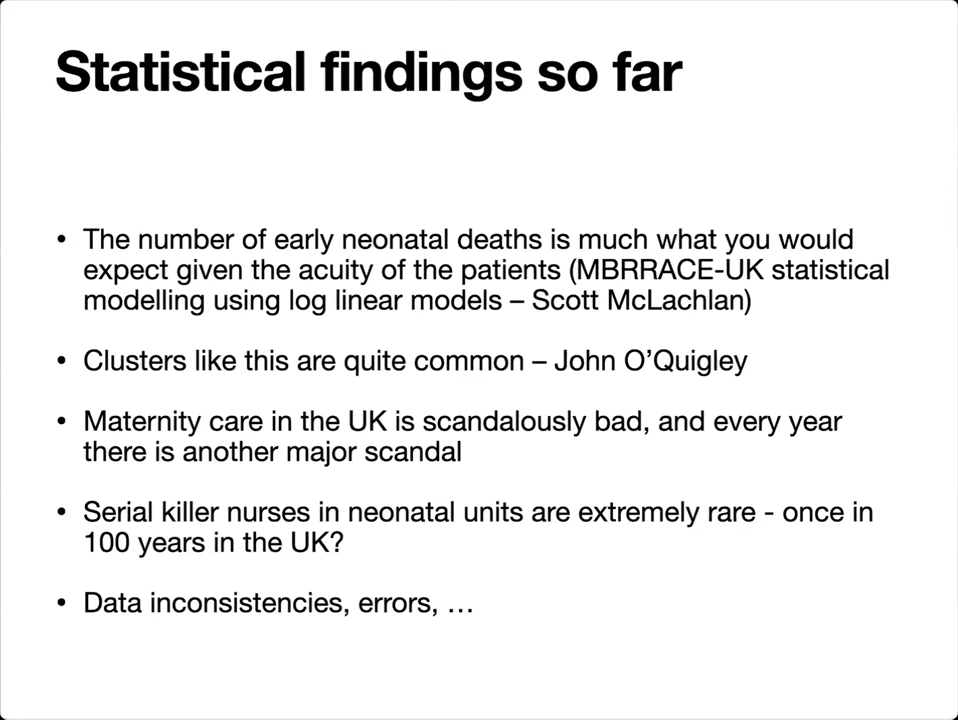 Statistical findings so far
• The number of early neonatal deaths is much what you would
expect given the acuity of the patients (MBRRACE-UK statistical
modelling using log linear models – Scott McLachlan)
• Clusters like this are quite common – John O’Quigley
• Maternity care in the UK is scandalously bad, and every year
there is another major scandal
• Serial killer nurses in neonatal units are extremely rare - once in
100 years in the UK?
• Data inconsistencies, errors, …